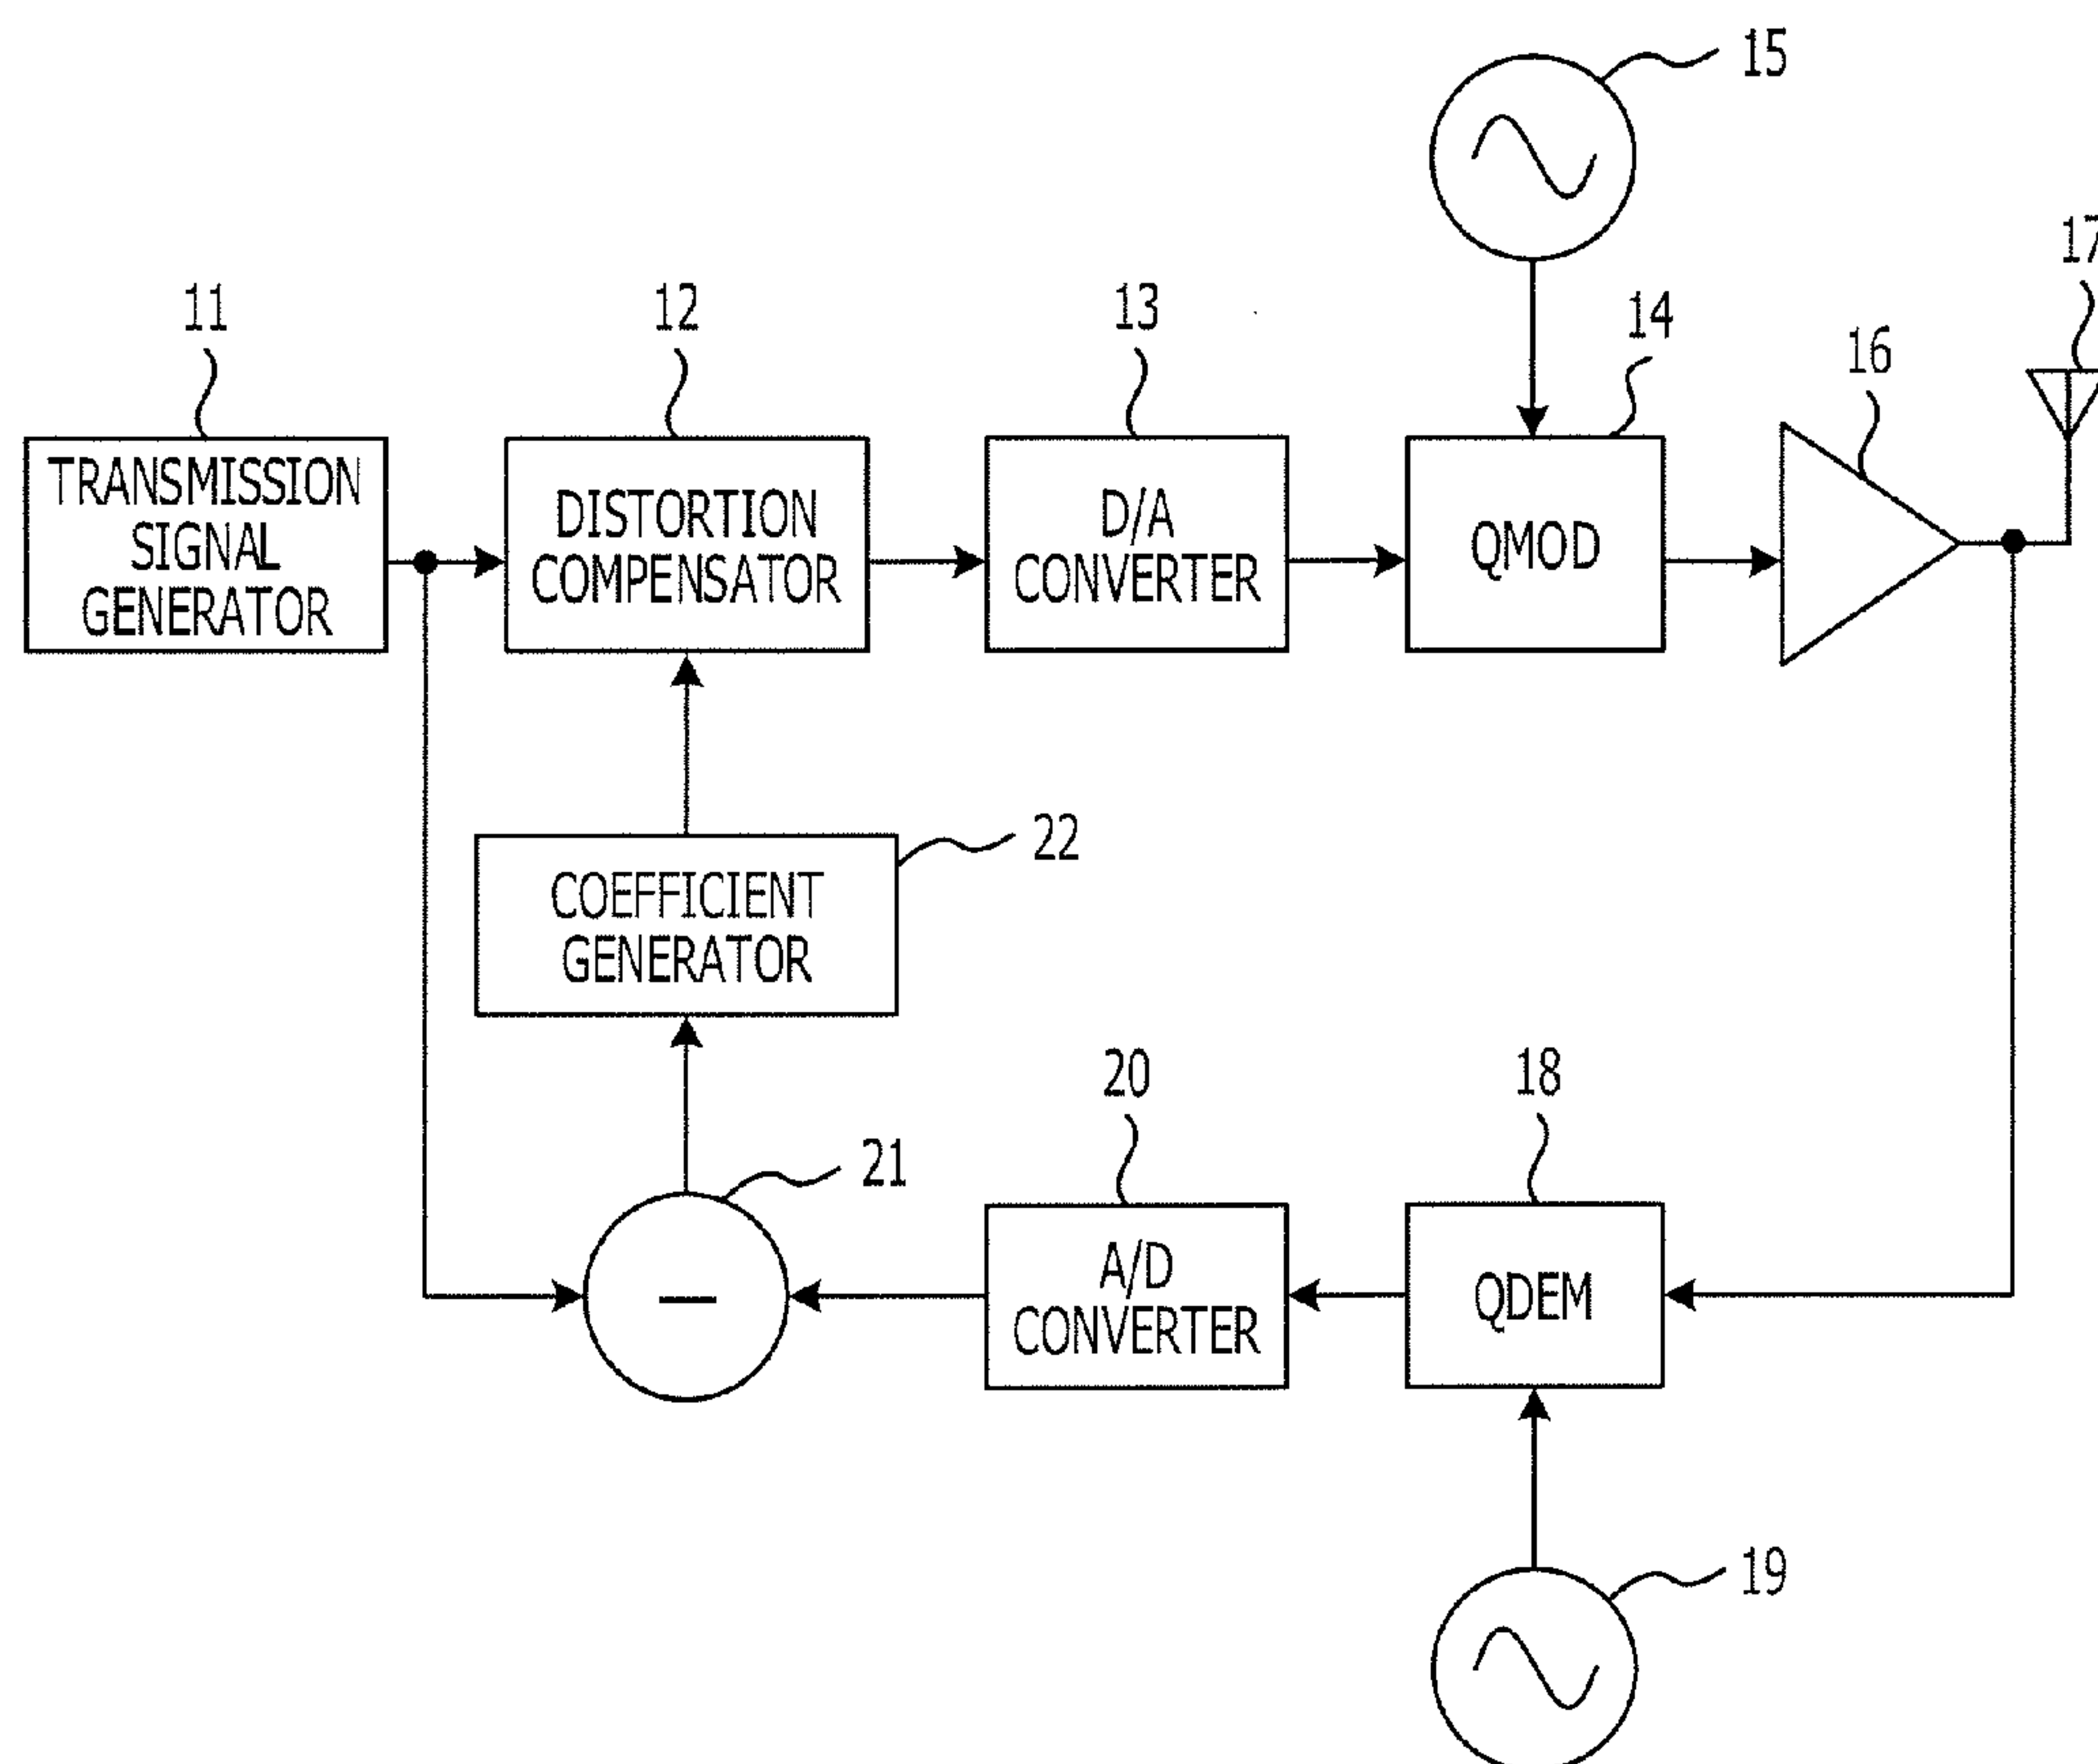 15
17
11
12
13
14
16
TRANSMISSION
SIGNAL
GENERATOR
DISTORTION
COMPENSATOR
D/A
CONVERTER
QMOD
22
COEFFICIENT
GENERATOR
20
18
21
A/D
CONVERTER
QDEM
19